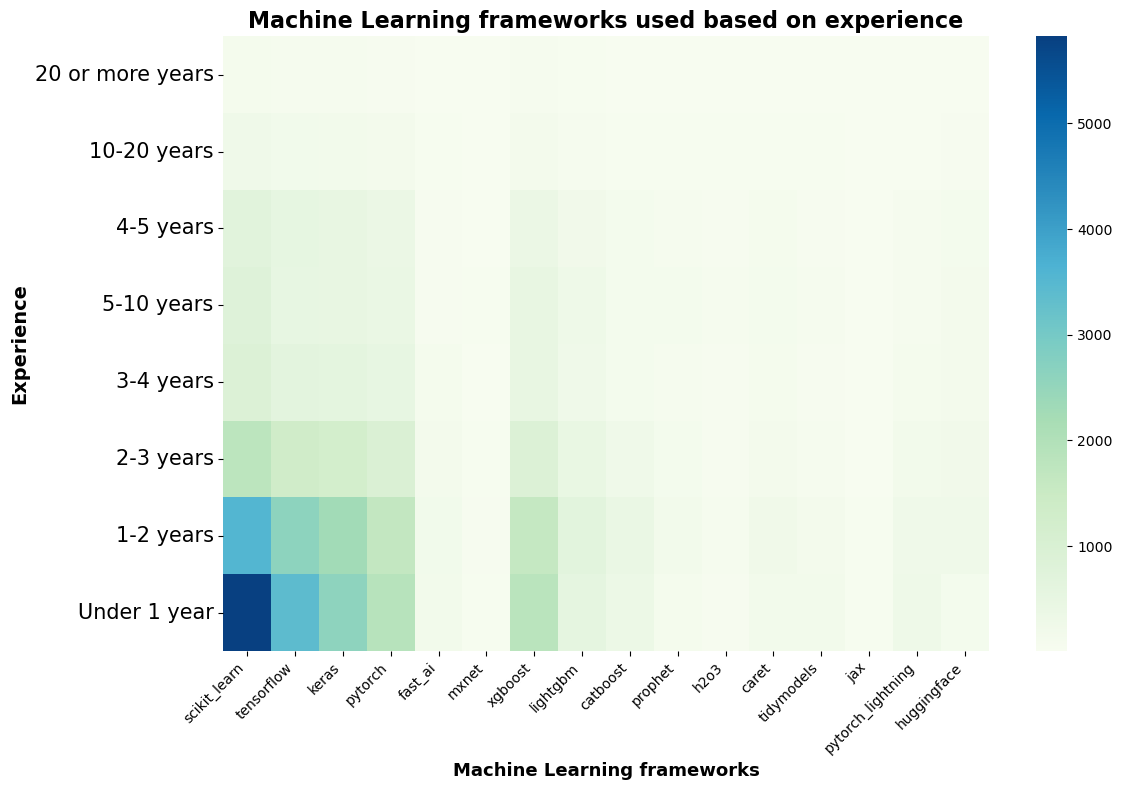 Machine Learning frameworks used based on experience
20 or more years
10-20 years
4-5 years
5-10 years
3-4 years
2-3 years
1-2 years
Under 1 year
Experience
scikit_learn
tensorflow
keras
pytorch
fast_ai
mxnet
xgboost
lightgbm
catboost
prophet
h2o3
caret
tidymodels
jax
pytorch_lightning
huggingface
Machine Learning frameworks
5000
4000
3000
2000
1000